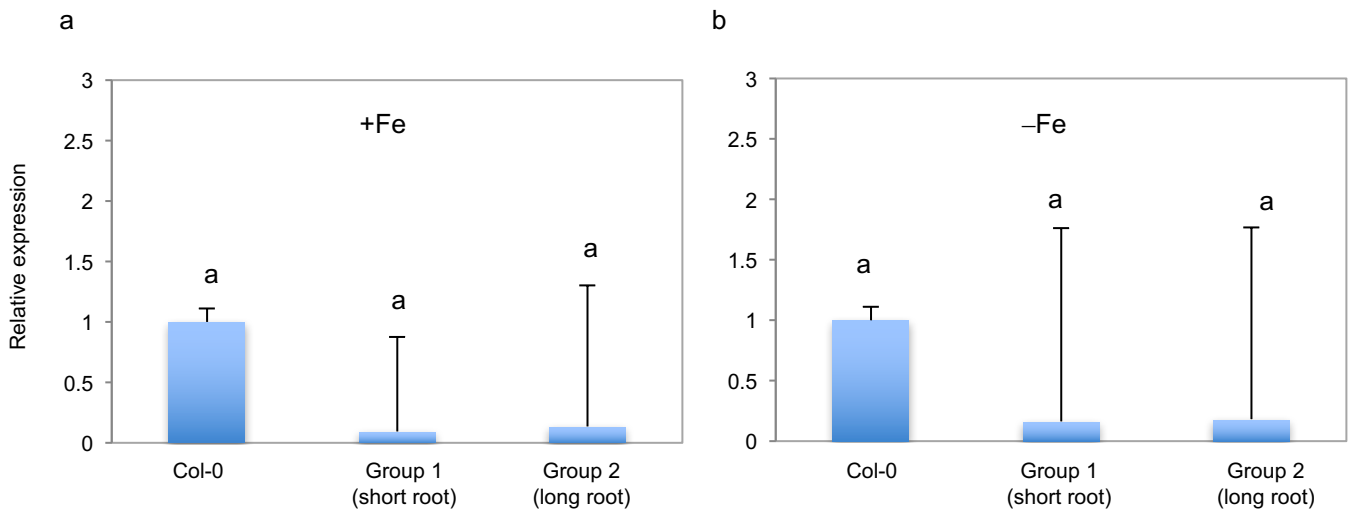 a
3
2.5
2
1.5
1
0.5
0
Relative expression
+Fe
a
a
a
Col-0
Group 1
(short root)
Group 2
(long root)
b
3
2.5
2
1.5
1
0.5
0
–Fe
a
a
a
Col-0
Group 1
(short root)
Group 2
(long root)